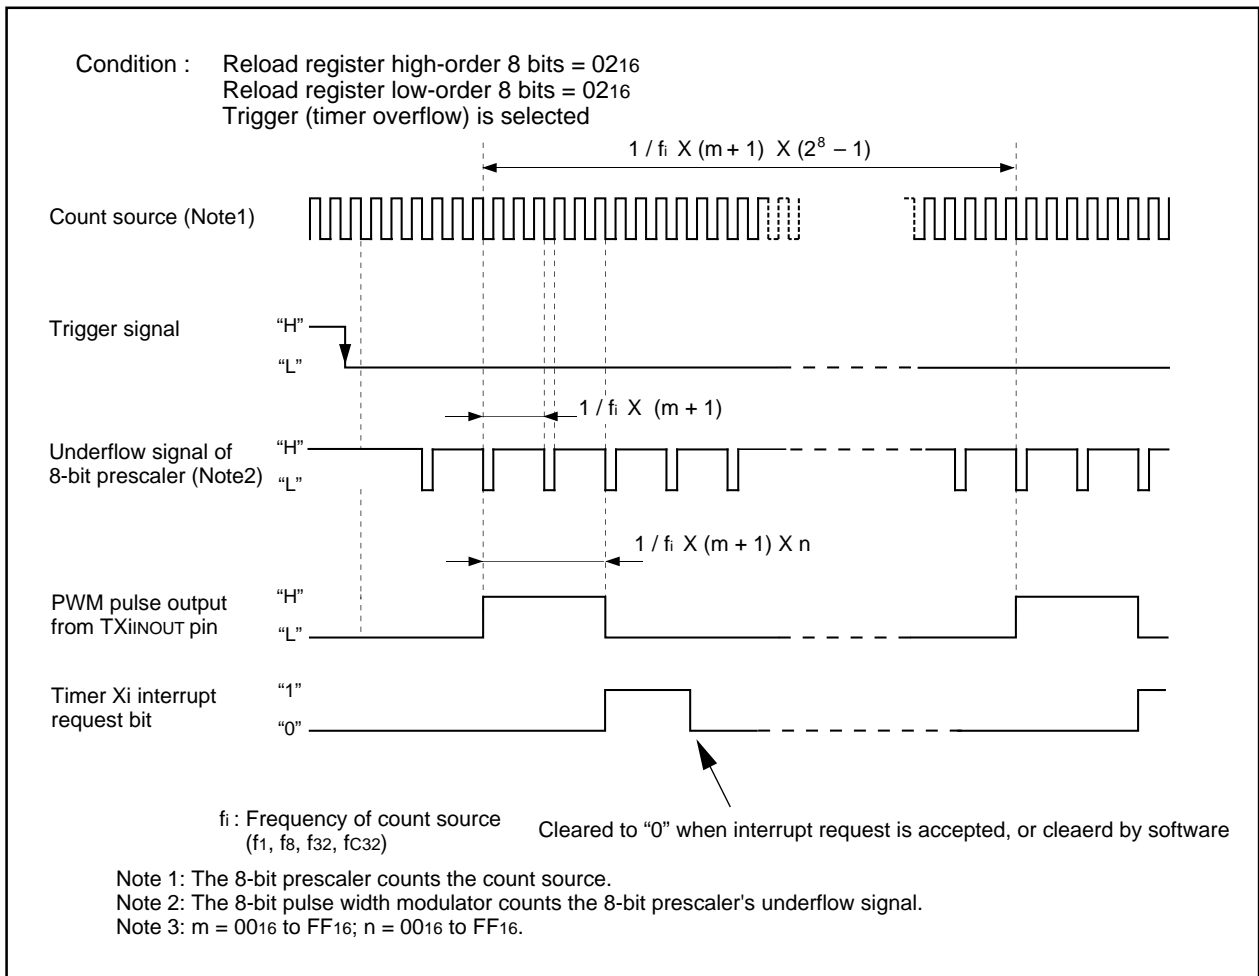 Condition : Reload register high-order 8 bits = 0216
Reload register low-order 8 bits = 0216
Trigger (timer overflow) is selected
1 / fi X (m + 1) X (2^8 – 1)
Count source (Note1)
Trigger signal
“H”
“L”
1 / fi X (m + 1)
Underflow signal of
8-bit prescaler (Note2)
“H”
“L”
1 / fi X (m + 1) X n
PWM pulse output
from TXiINOUT pin
“H”
“L”
Timer Xi interrupt
request bit
“1”
“0”
fi : Frequency of count source
(f1, f8, f32, fC32)
Cleared to “0” when interrupt request is accepted, or cleaerd by software
Note 1: The 8-bit prescaler counts the count source.
Note 2: The 8-bit pulse width modulator counts the 8-bit prescaler's underflow signal.
Note 3: m = 0016 to FF16; n = 0016 to FF16.